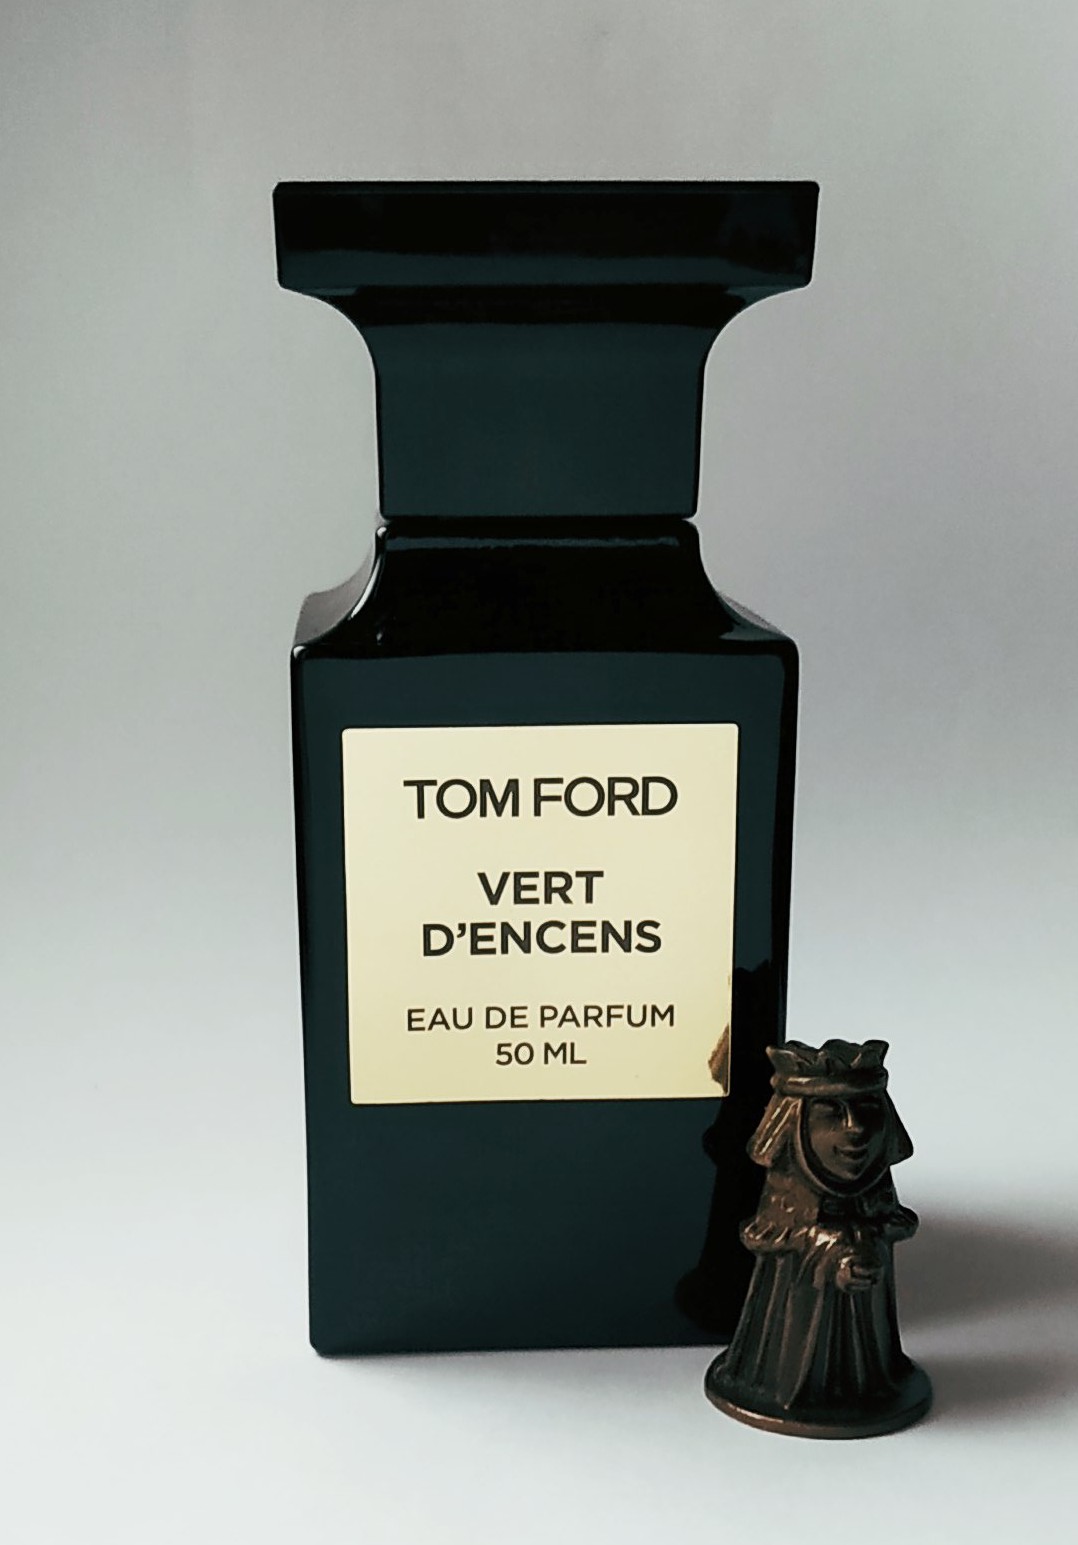 TOM FORD
VERT
D’ENCENS
EAU DE PARFUM
50 ML